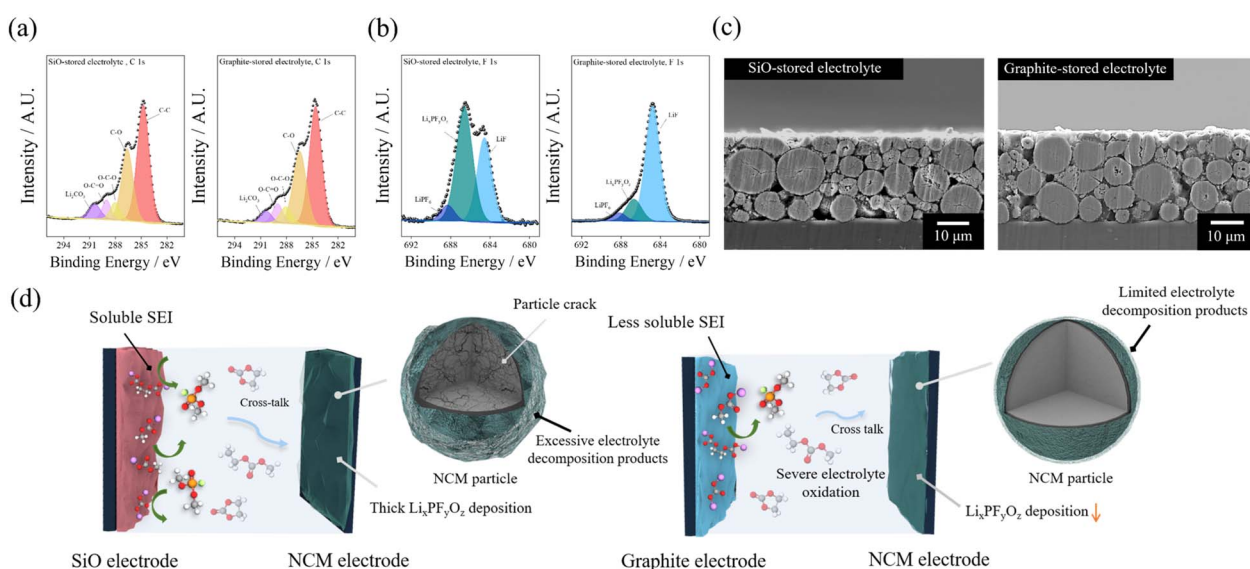 (a)
SiO-stored electrolyte , C 1s
C-C
C-O
O-C-O
O-C=O
Li₂CO₃
294 291 288 285 282
Binding Energy / eV
Intensity / A.U.
Graphite-stored electrolyte, C 1s
C-C
C-O
O-C-O
O-C=O
Li₂CO₃
294 291 288 285 282
Binding Energy / eV
Intensity / A.U.
(b)
SiO-stored electrolyte, F 1s
LiₓPFᵧO_z
LiF
LiPF₆
692 688 684 680
Binding Energy / eV
Intensity / A.U.
Graphite-stored electrolyte, F 1s
LiF
LiₓPFᵧO_z
LiPF₆
692 688 684 680
Binding Energy / eV
Intensity / A.U.
(c)
SiO-stored electrolyte
10 μm
Graphite-stored electrolyte
10 μm
(d)
Soluble SEI
Cross-talk
Particle crack
Excessive electrolyte
decomposition products
NCM particle
Thick LiₓPFᵧO_z deposition
SiO electrode
NCM electrode
Less soluble SEI
Cross talk
Severe electrolyte
oxidation
Limited electrolyte
decomposition products
NCM particle
LiₓPFᵧO_z deposition ↓
Graphite electrode
NCM electrode